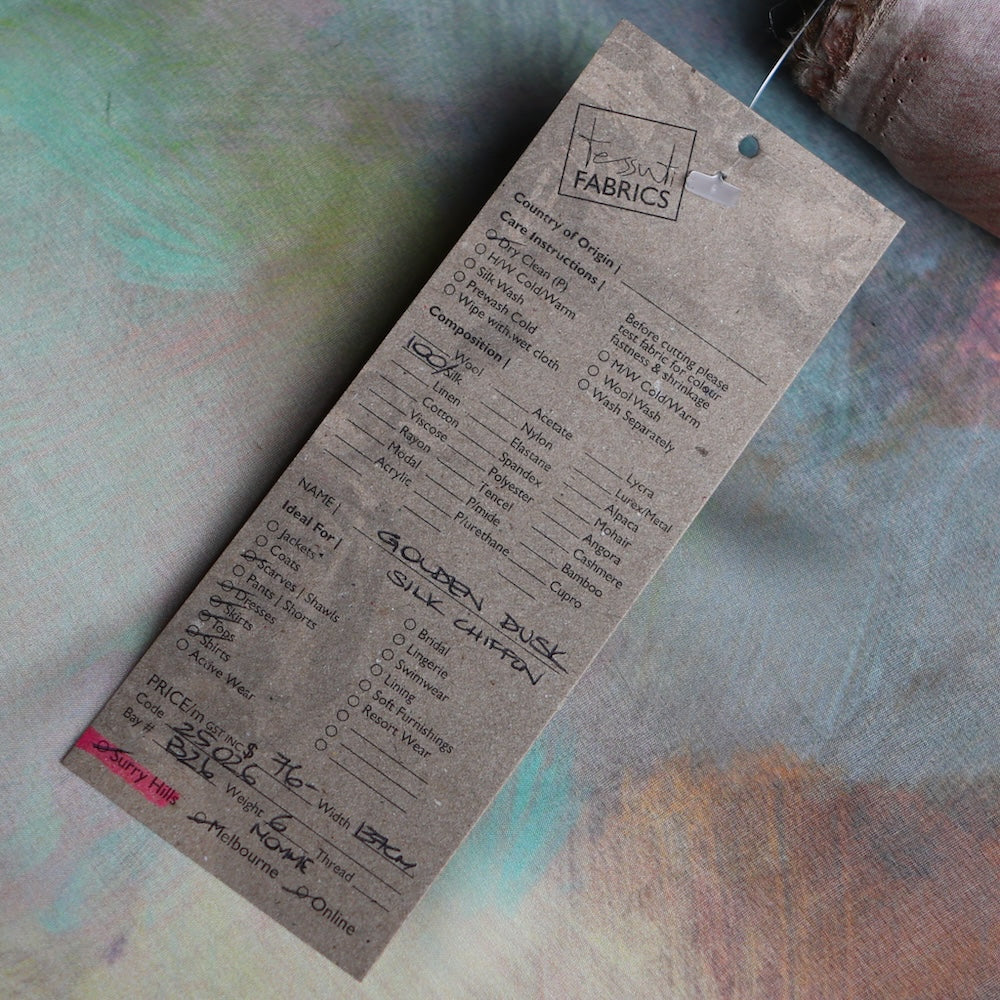 Tessuti
FABRICS
Country of Origin |
Care Instructions |
Dry Clean (P)
H/W Cold/Warm
Silk Wash
Prewash Cold
Wipe with wet cloth
Before cutting please
test fabric for colour
fastness & shrinkage
M/W Cold/Warm
Wool Wash
Wash Separately
Composition |
Wool
100% Silk
Linen
Cotton
Viscose
Rayon
Modal
Acrylic
Acetate
Nylon
Elastane
Spandex
Polyester
Tencel
P/mide
P/urethane
Lycra
Lurex/Metal
Alpaca
Mohair
Angora
Cashmere
Bamboo
Cupro
NAME | GOLDEN DUSK
SILK CHIFFON
Ideal For |
Jackets
Coats
Scarves | Shawls
Pants | Shorts
Dresses
Skirts
Tops
Shirts
Active Wear
Bridal
Lingerie
Swimwear
Lining
Soft Furnishings
Resort Wear
PRICE/m GST INC $ 76- Width 137cm
Code 25026 Weight 6 Thread
Bay # B26 NOMME
Surry Hills Melbourne Online